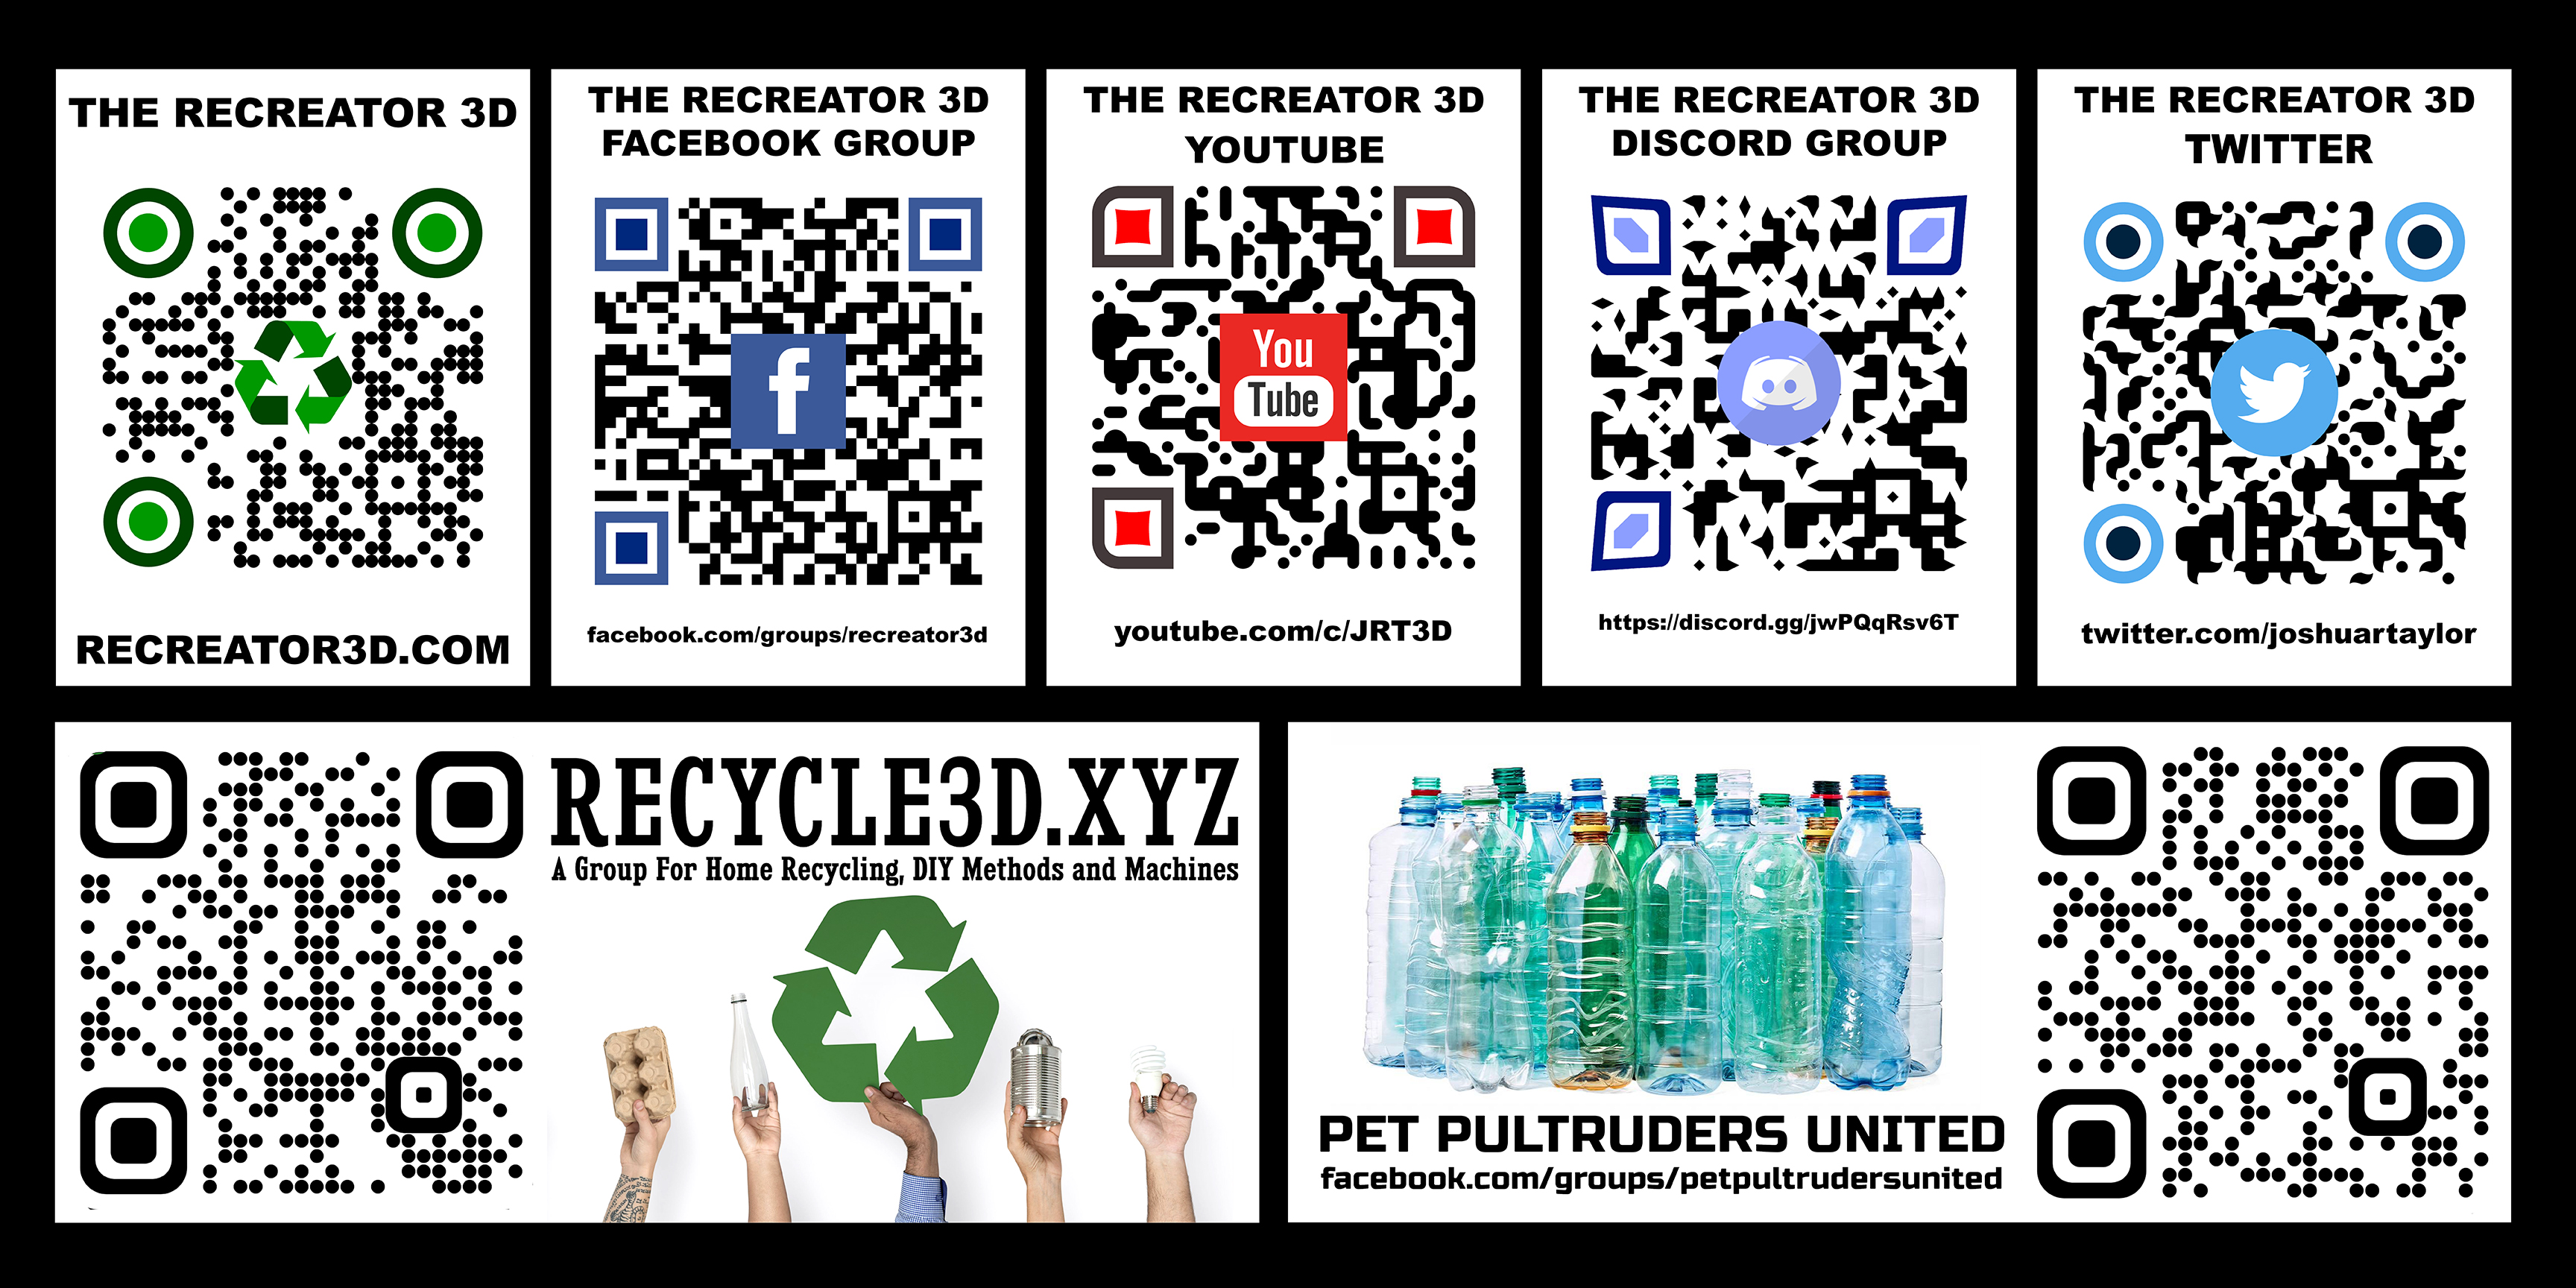 THE RECREATOR 3D
RECREATOR3D.COM
THE RECREATOR 3D
FACEBOOK GROUP
f
facebook.com/groups/recreator3d
THE RECREATOR 3D
YOUTUBE
You
Tube
youtube.com/c/JRT3D
THE RECREATOR 3D
DISCORD GROUP
https://discord.gg/jwPQqRsv6T
THE RECREATOR 3D
TWITTER
twitter.com/joshuartaylor
RECYCLE3D.XYZ
A Group For Home Recycling, DIY Methods and Machines
PET PULTRUDERS UNITED
facebook.com/groups/petpultrudersunited